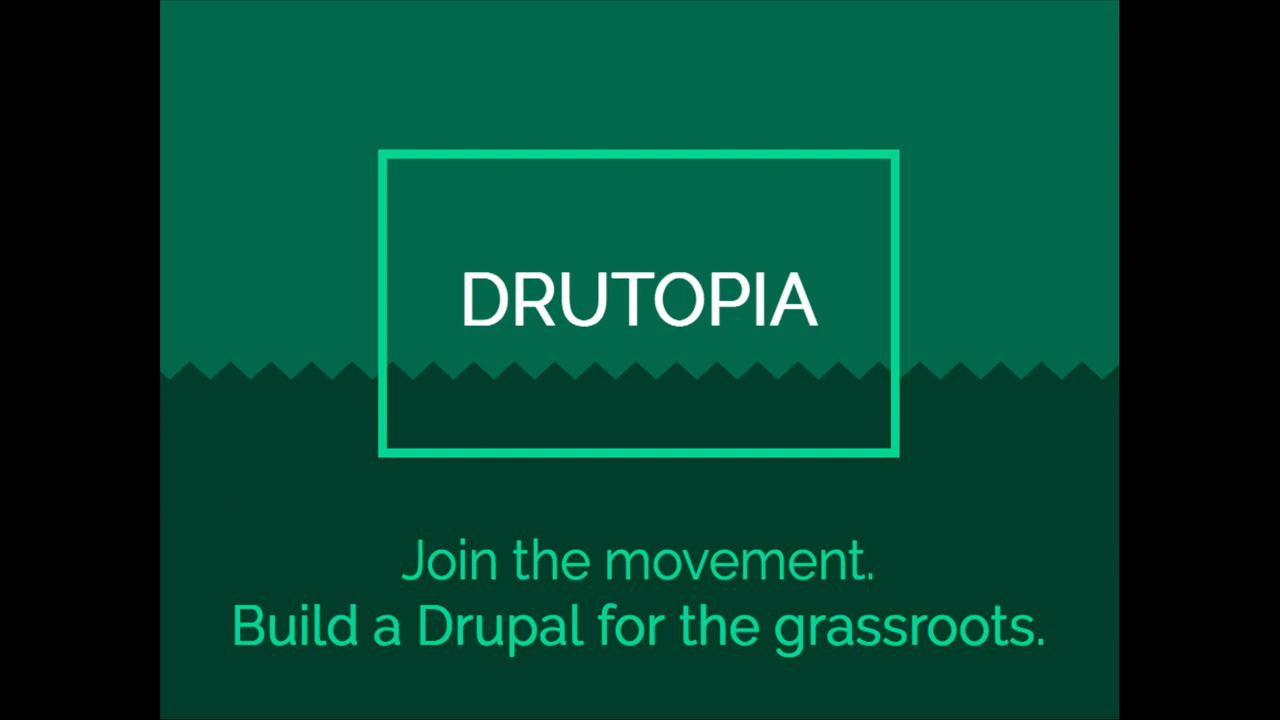 DRUTOPIA
Join the movement.
Build a Drupal for the grassroots.